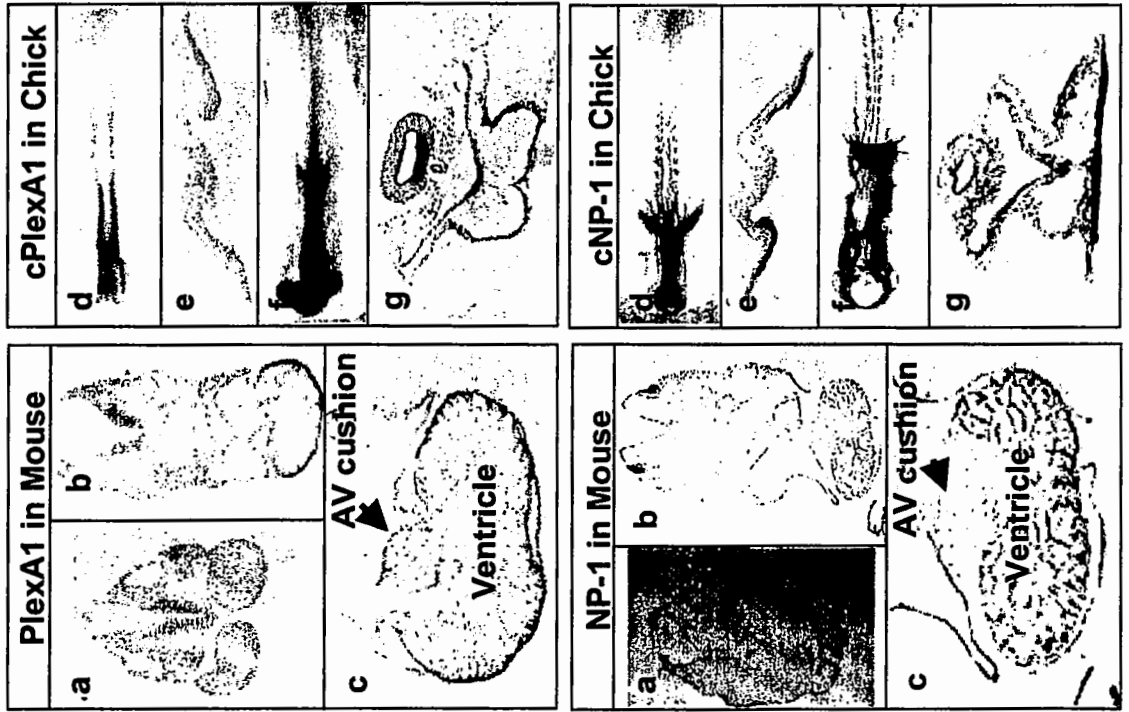 PlexA1 in Mouse
a
b
c
AV cushion
Ventricle
cPlexA1 in Chick
d
e
f
g
NP-1 in Mouse
a
b
c
AV cushion
Ventricle
cNP-1 in Chick
d
e
f
g